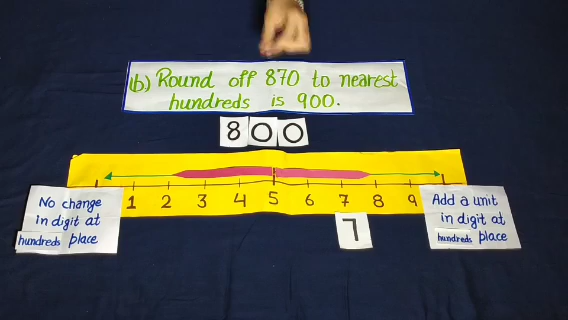 (b) Round off 870 to nearest
hundreds is 900.
800
1 2 3 4 5 6 7 8 9
No change
in digit at
hundreds place
Add a unit
in digit at
hundreds place
7